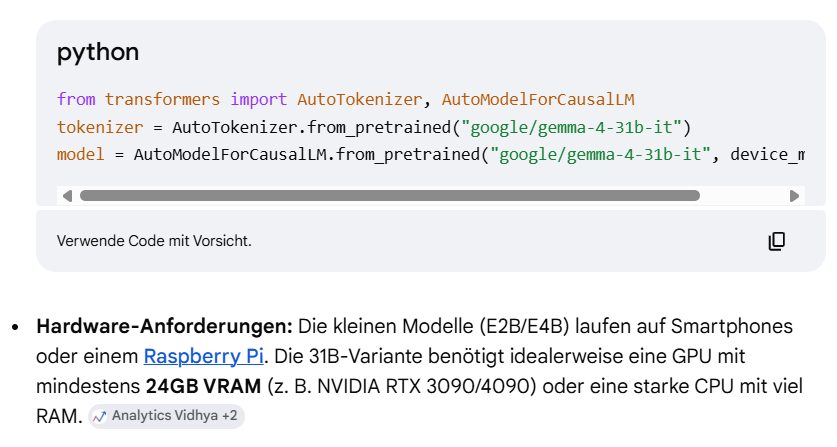 python
from transformers import AutoTokenizer, AutoModelForCausalLM
tokenizer = AutoTokenizer.from_pretrained("google/gemma-4-31b-it")
model = AutoModelForCausalLM.from_pretrained("google/gemma-4-31b-it", device_m
Verwende Code mit Vorsicht.
• Hardware-Anforderungen: Die kleinen Modelle (E2B/E4B) laufen auf Smartphones
oder einem Raspberry Pi. Die 31B-Variante benötigt idealerweise eine GPU mit
mindestens 24GB VRAM (z. B. NVIDIA RTX 3090/4090) oder eine starke CPU mit viel
RAM. Analytics Vidhya +2